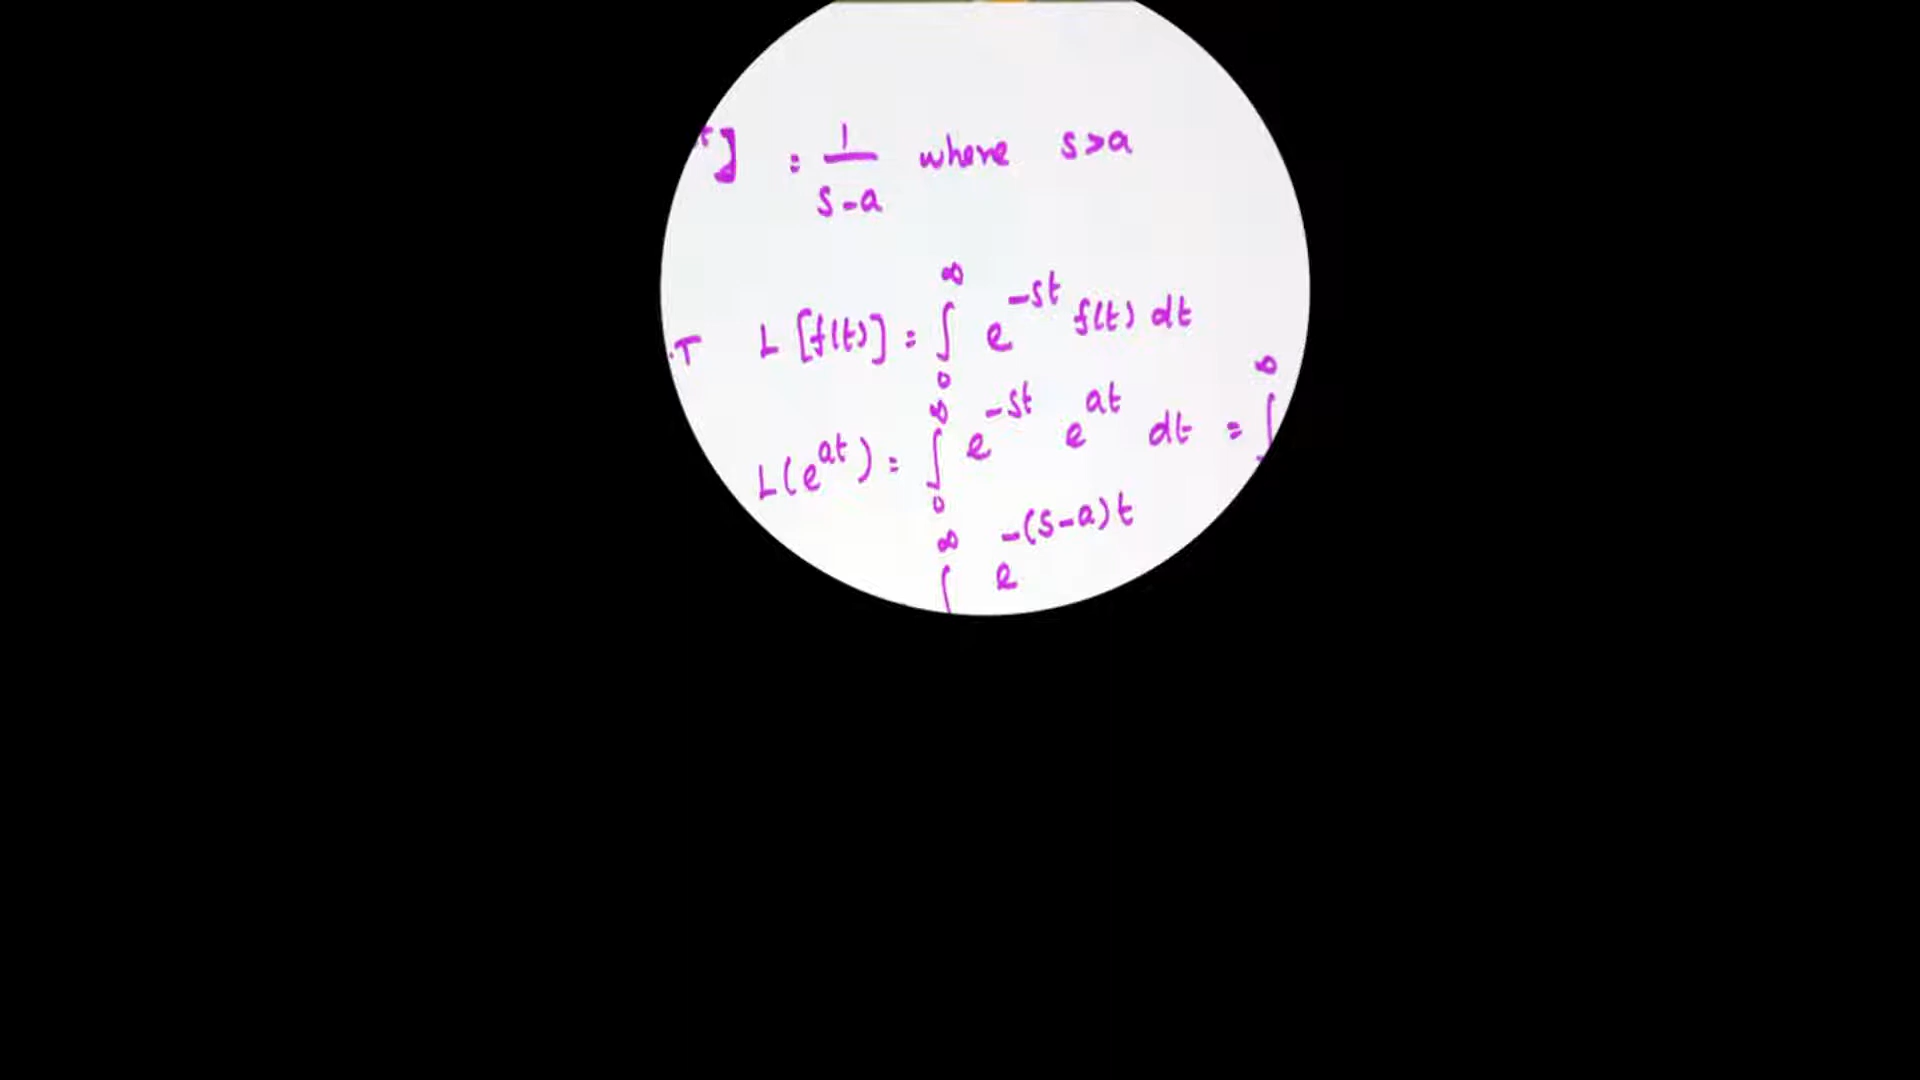 ] = 1/(s-a) where s>a
.T L [f(t)] = ∫₀^∞ e^(-st) f(t) dt
L(e^(at)) = ∫₀^∞ e^(-st) e^(at) dt = ∫^∞
∫^∞ e^(-(s-a)t)